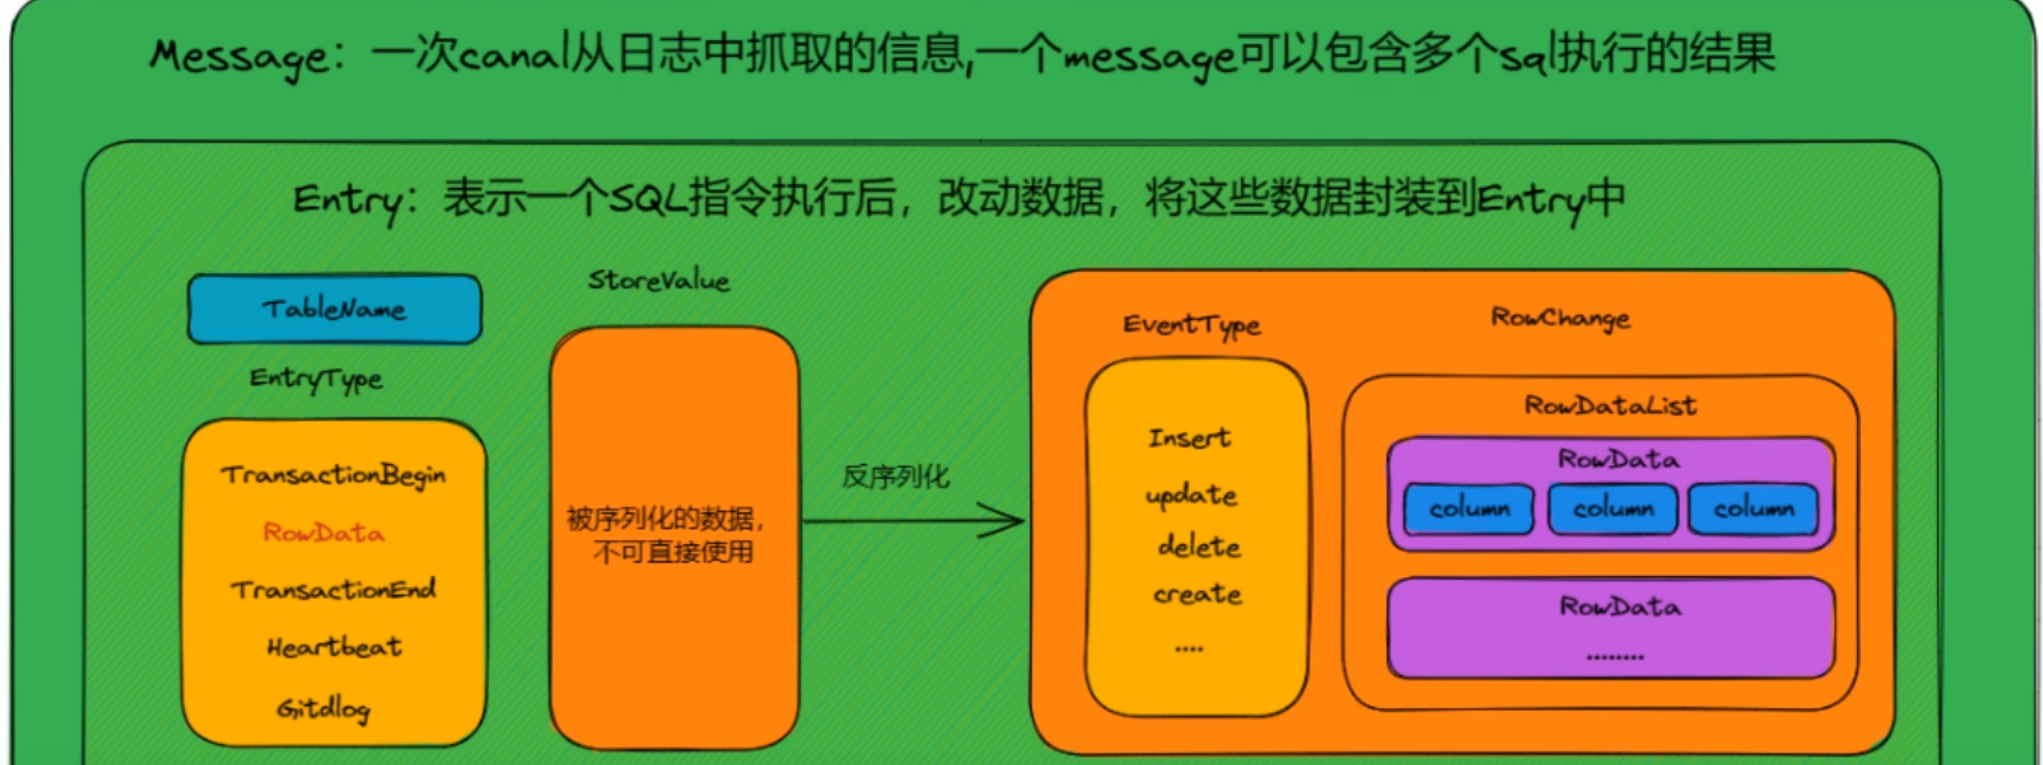 Message：一次canal从日志中抓取的信息,一个message可以包含多个sql执行的结果
Entry：表示一个SQL指令执行后，改动数据，将这些数据封装到Entry中
TableName
EntryType
TransactionBegin
RowData
TransactionEnd
Heartbeat
Gitdlog
StoreValue
被序列化的数据，
不可直接使用
反序列化
EventType
Insert
update
delete
create
....
RowChange
RowDataList
RowData
column column column
RowData
........